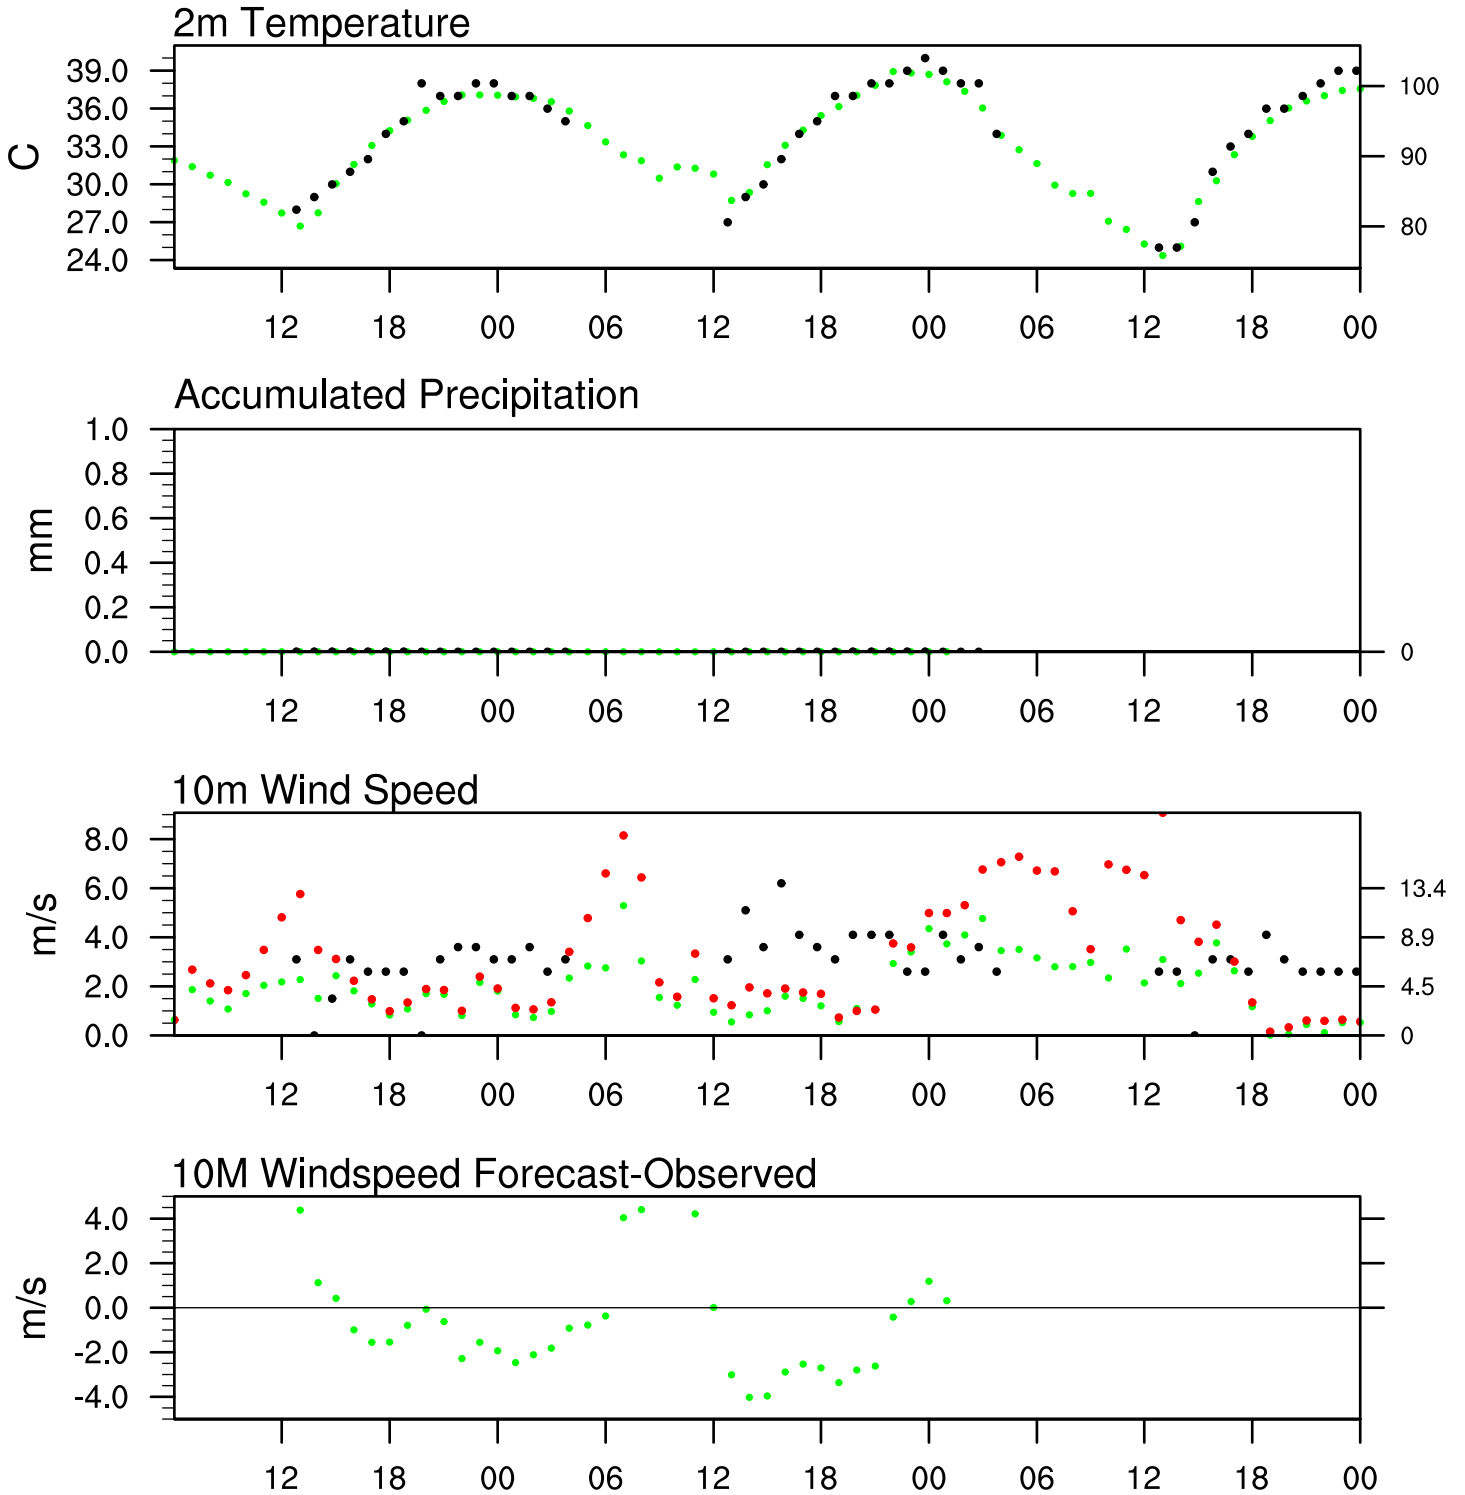 2m Temperature
39.0
36.0
33.0
30.0
27.0
24.0
C
100
90
80
12 18 00 06 12 18 00 06 12 18 00
Accumulated Precipitation
1.0
0.8
0.6
0.4
0.2
0.0
mm
0
12 18 00 06 12 18 00 06 12 18 00
10m Wind Speed
8.0
6.0
4.0
2.0
0.0
m/s
13.4
8.9
4.5
0
12 18 00 06 12 18 00 06 12 18 00
10M Windspeed Forecast-Observed
4.0
2.0
0.0
-2.0
-4.0
m/s
12 18 00 06 12 18 00 06 12 18 00